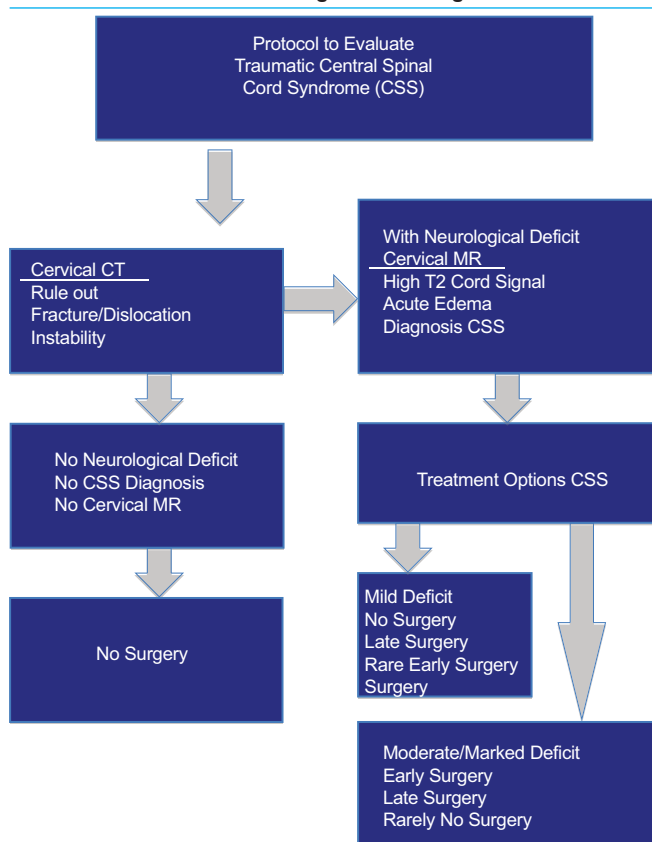 Protocol to Evaluate
Traumatic Central Spinal
Cord Syndrome (CSS)
Cervical CT
Rule out
Fracture/Dislocation
Instability
With Neurological Deficit
Cervical MR
High T2 Cord Signal
Acute Edema
Diagnosis CSS
No Neurological Deficit
No CSS Diagnosis
No Cervical MR
Treatment Options CSS
No Surgery
Mild Deficit
No Surgery
Late Surgery
Rare Early Surgery
Surgery
Moderate/Marked Deficit
Early Surgery
Late Surgery
Rarely No Surgery